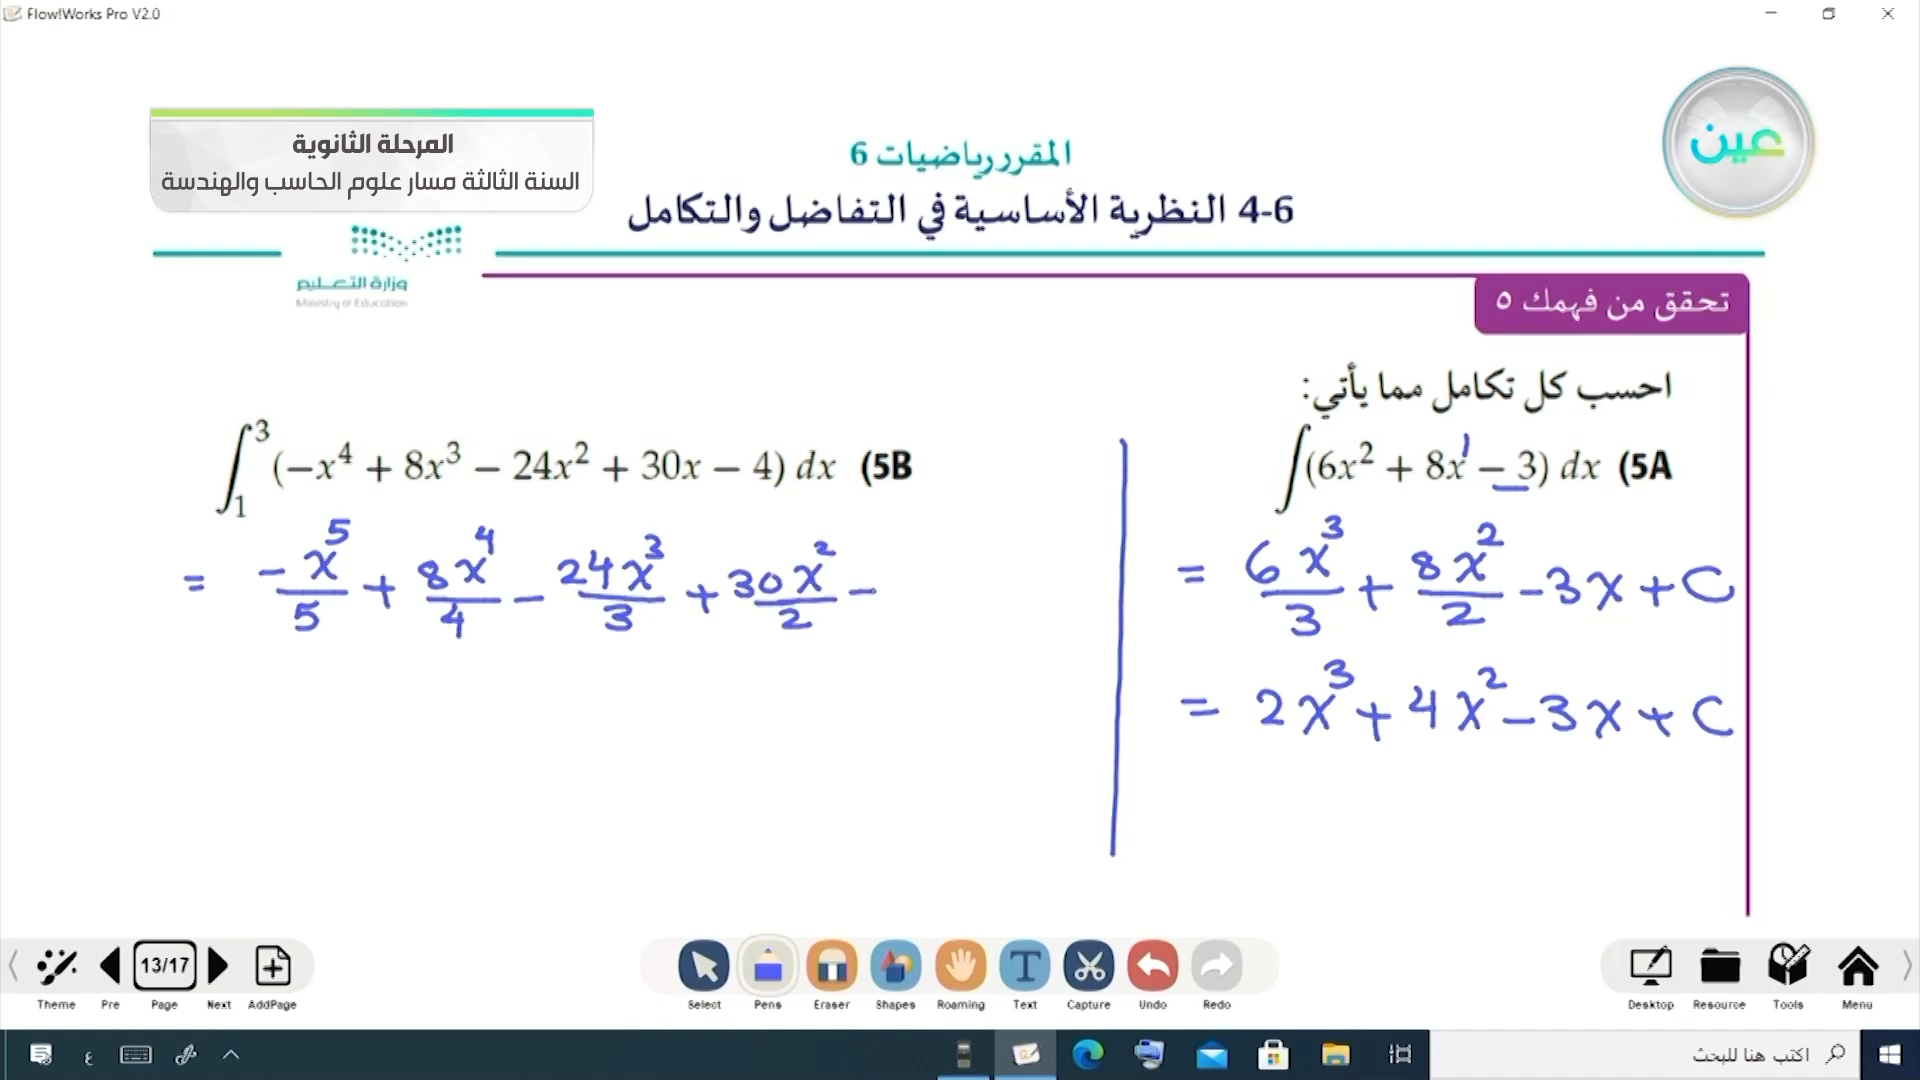 Flow!Works Pro V2.0
عين
المرحلة الثانوية
السنة الثالثة مسار علوم الحاسب والهندسة
المقرر رياضيات 6
4-6 النظرية الأساسية في التفاضل والتكامل
وزارة التعليم
Ministry of Education
تحقق من فهمك ٥
احسب كل تكامل مما يأتي:
∫(6x² + 8x¹ − 3) dx (5A
= 6x³/3 + 8x²/2 − 3x + C
= 2x³ + 4x² − 3x + C
∫₁³ (−x⁴ + 8x³ − 24x² + 30x − 4) dx (5B
= −x⁵/5 + 8x⁴/4 − 24x³/3 + 30x²/2 −
13/17
Theme Pre Page Next AddPage
Select Pens Eraser Shapes Roaming Text Capture Undo Redo
Desktop Resource Tools Menu
ع
اكتب هنا للبحث